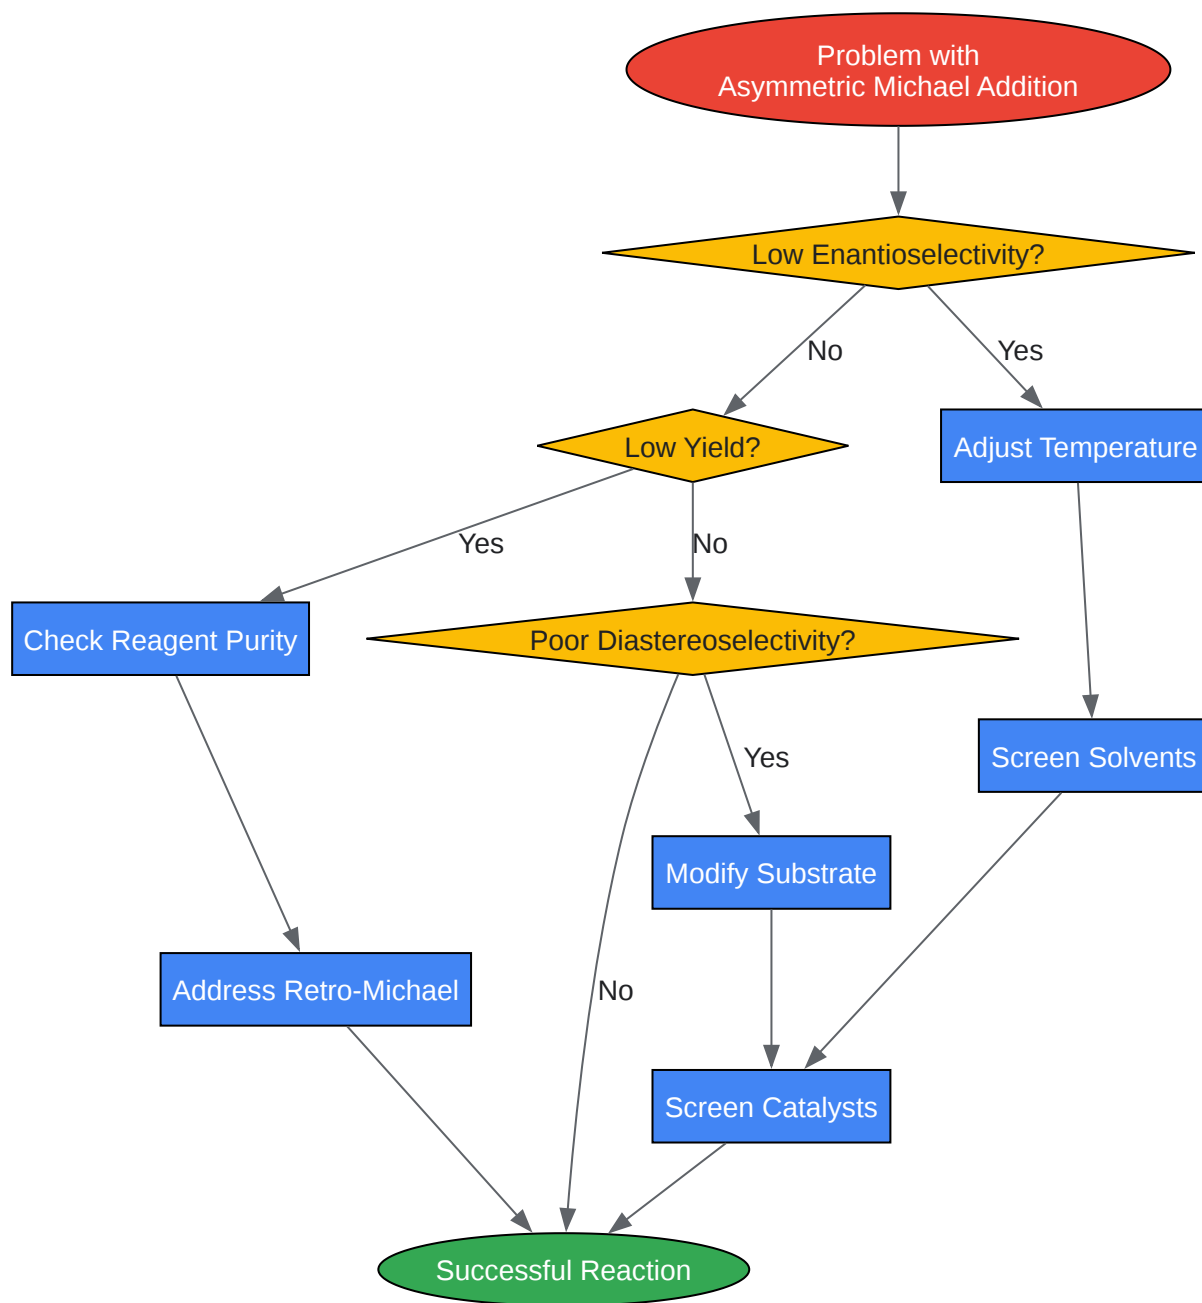 Problem with
Asymmetric Michael Addition
Low Enantioselectivity?
No
Yes
Low Yield?
Adjust Temperature
Yes
No
Check Reagent Purity
Poor Diastereoselectivity?
Yes
Screen Solvents
Modify Substrate
Address Retro-Michael
No
Screen Catalysts
Successful Reaction